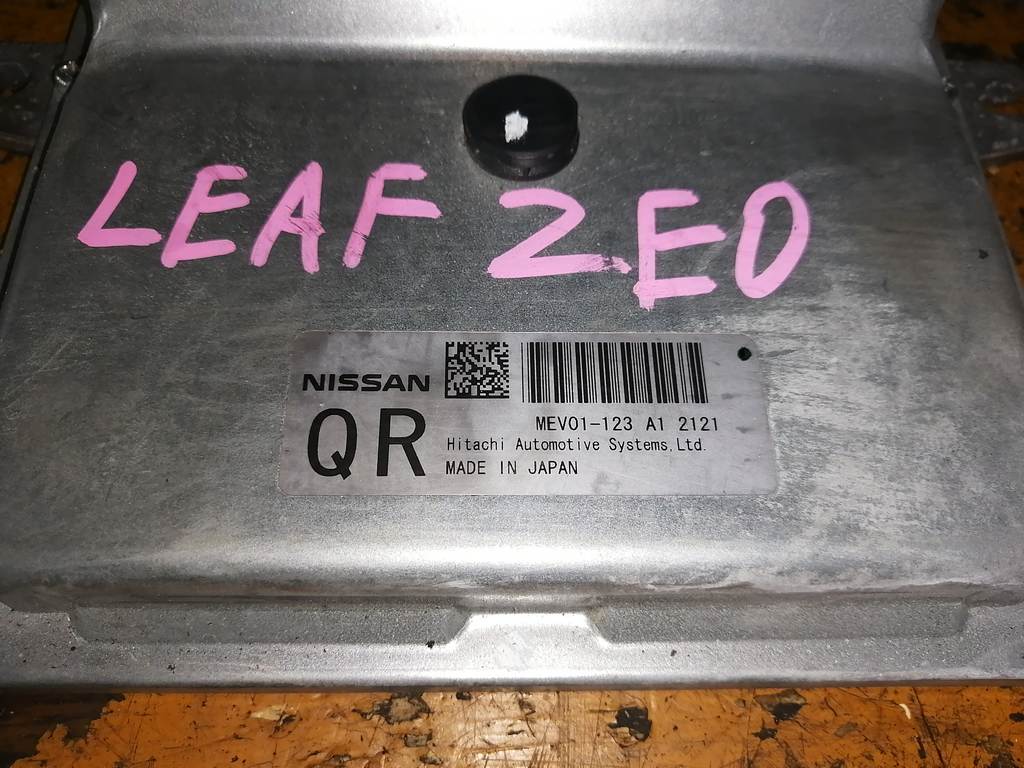 LEAF ZE0
NISSAN
QR
MEV01-123 A1 2121
Hitachi Automotive Systems,Ltd.
MADE IN JAPAN